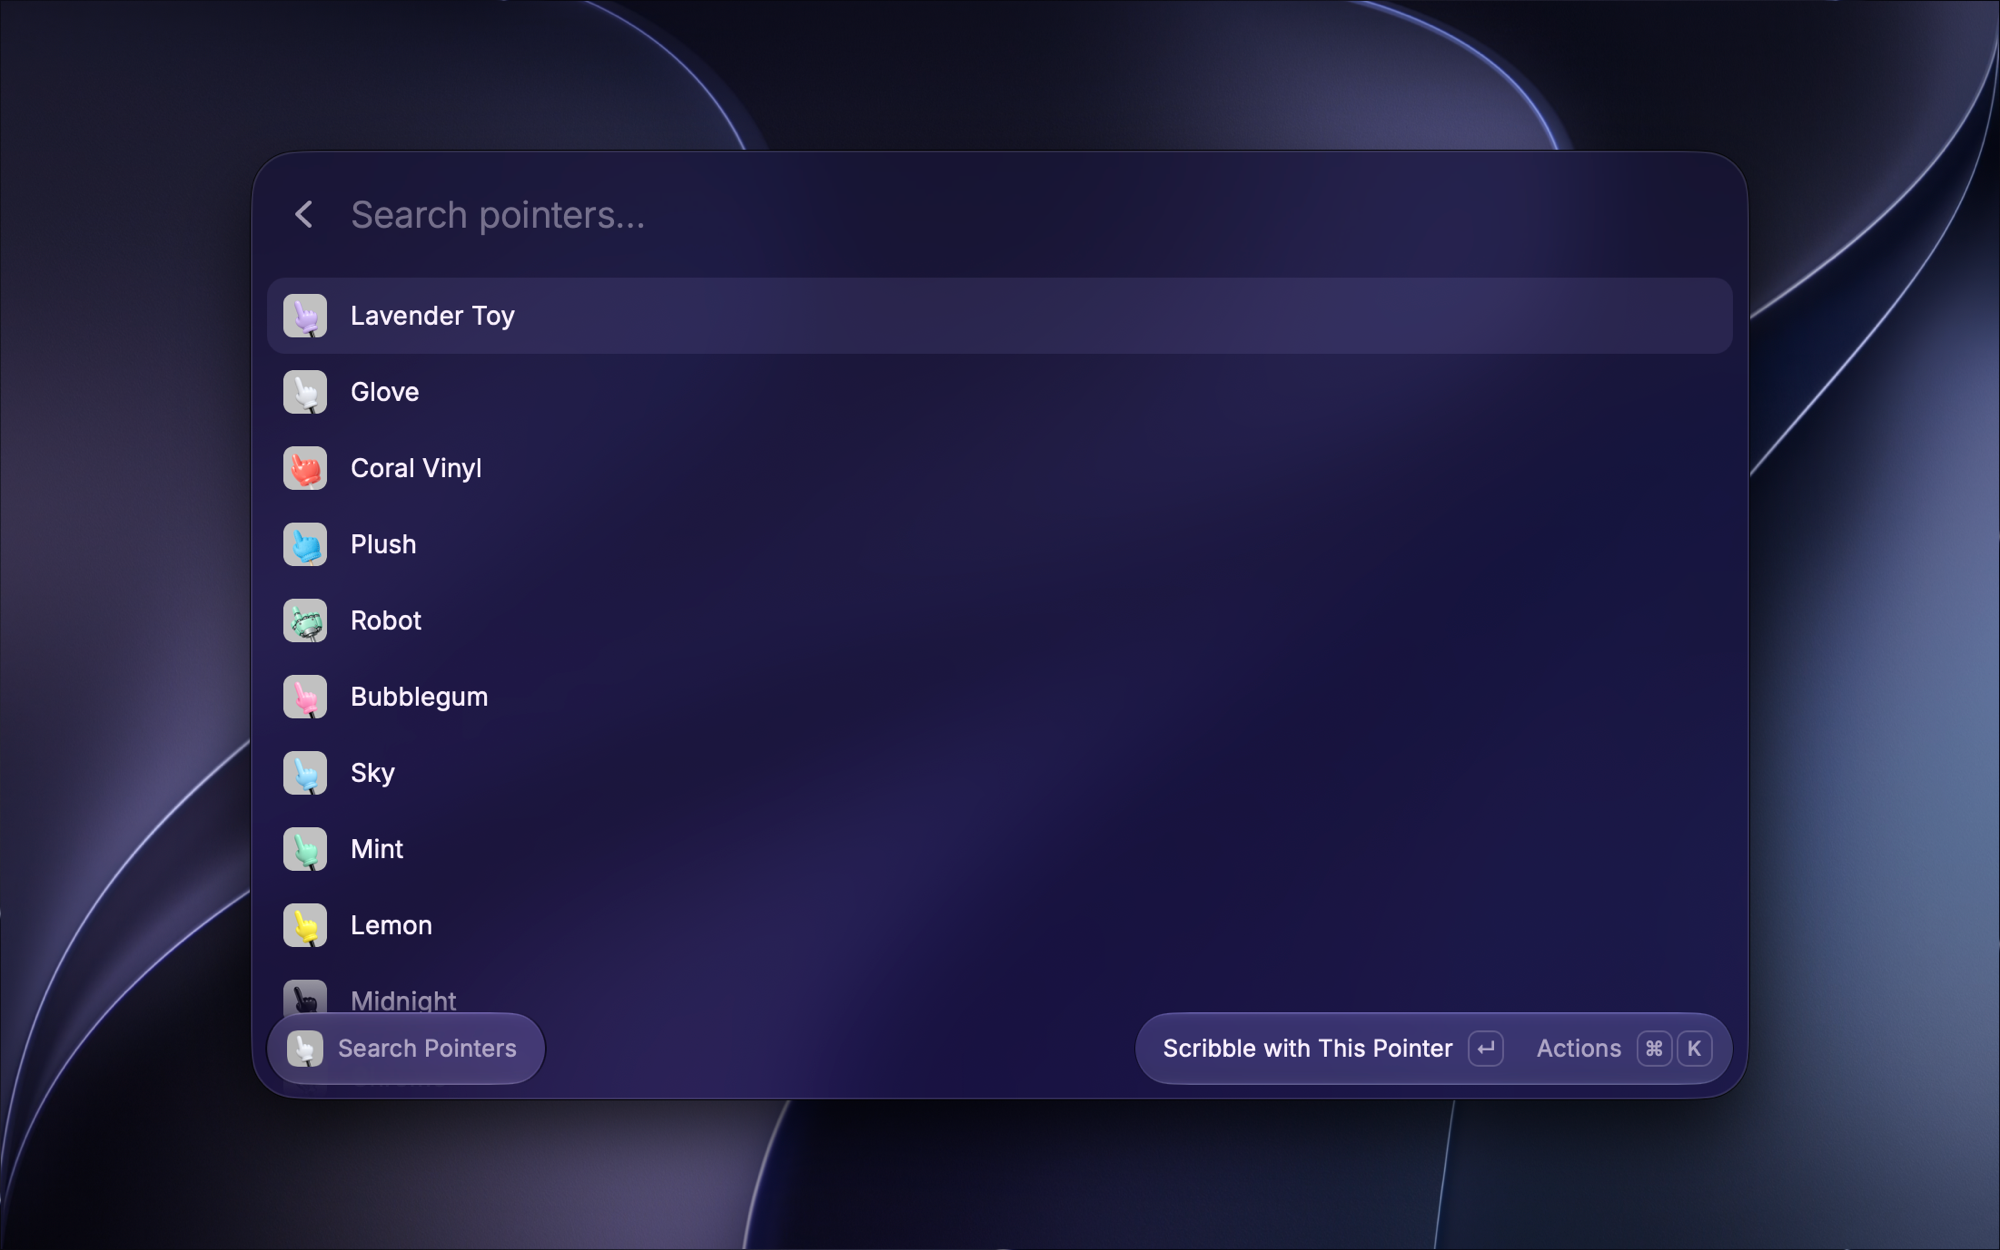 Search pointers...
Lavender Toy
Glove
Coral Vinyl
Plush
Robot
Bubblegum
Sky
Mint
Lemon
Midnight
Search Pointers
Scribble with This Pointer ↵ Actions ⌘ K